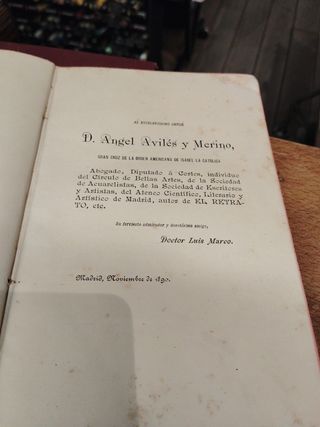 AL EXCELENTÍSIMO SEÑOR
D. Angel Avilés y Merino,
GRAN CRUZ DE LA ORDEN AMERICANA DE ISABEL LA CATÓLICA
Abogado, Diputado á Cortes, individuo
del Círculo de Bellas Artes, de la Sociedad
de Acuarelistas, de la Sociedad de Escritores
y Artistas, del Ateneo Científico, Literario y
Artístico de Madrid, autor de EL RETRA-
TO, etc.
Su ferviente admirador y devotísimo amigo,
Doctor Luis Marco.
Madrid, Noviembre de 1890.